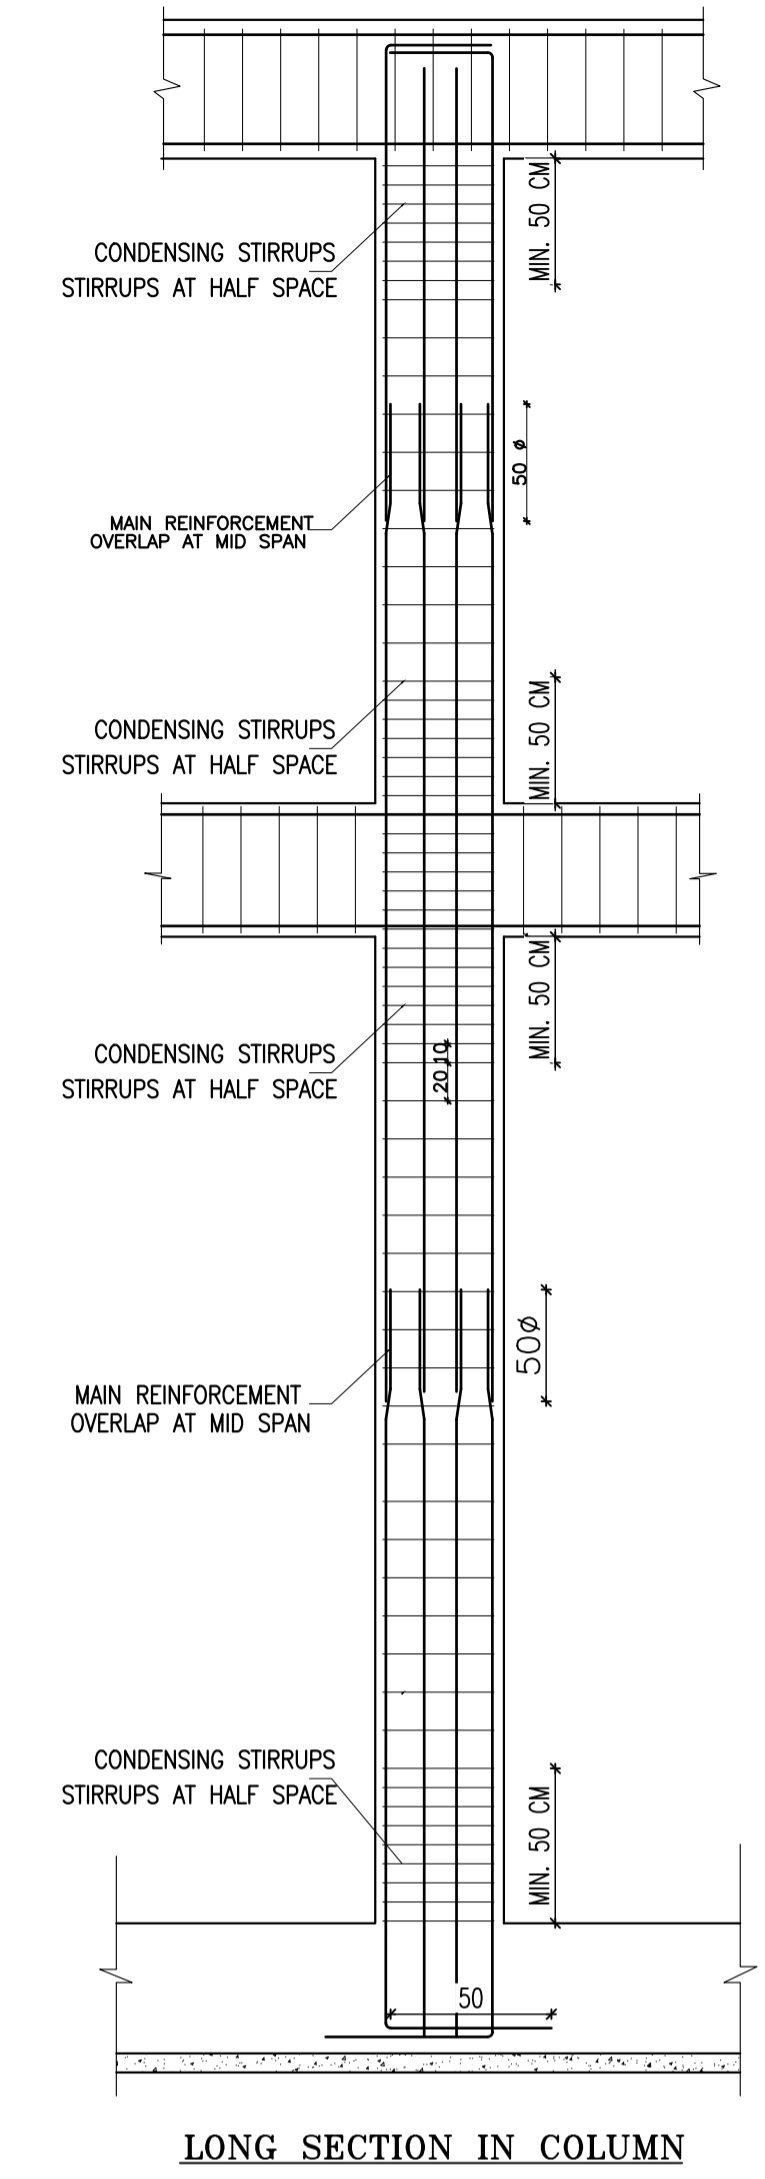 MIN. 50 CM
CONDENSING STIRRUPS
STIRRUPS AT HALF SPACE
50 ø
MAIN REINFORCEMENT
OVERLAP AT MID SPAN
MIN. 50 CM
CONDENSING STIRRUPS
STIRRUPS AT HALF SPACE
MIN. 50 CM
CONDENSING STIRRUPS
STIRRUPS AT HALF SPACE
10
20
50ø
MAIN REINFORCEMENT
OVERLAP AT MID SPAN
CONDENSING STIRRUPS
STIRRUPS AT HALF SPACE
MIN. 50 CM
50
LONG SECTION IN COLUMN